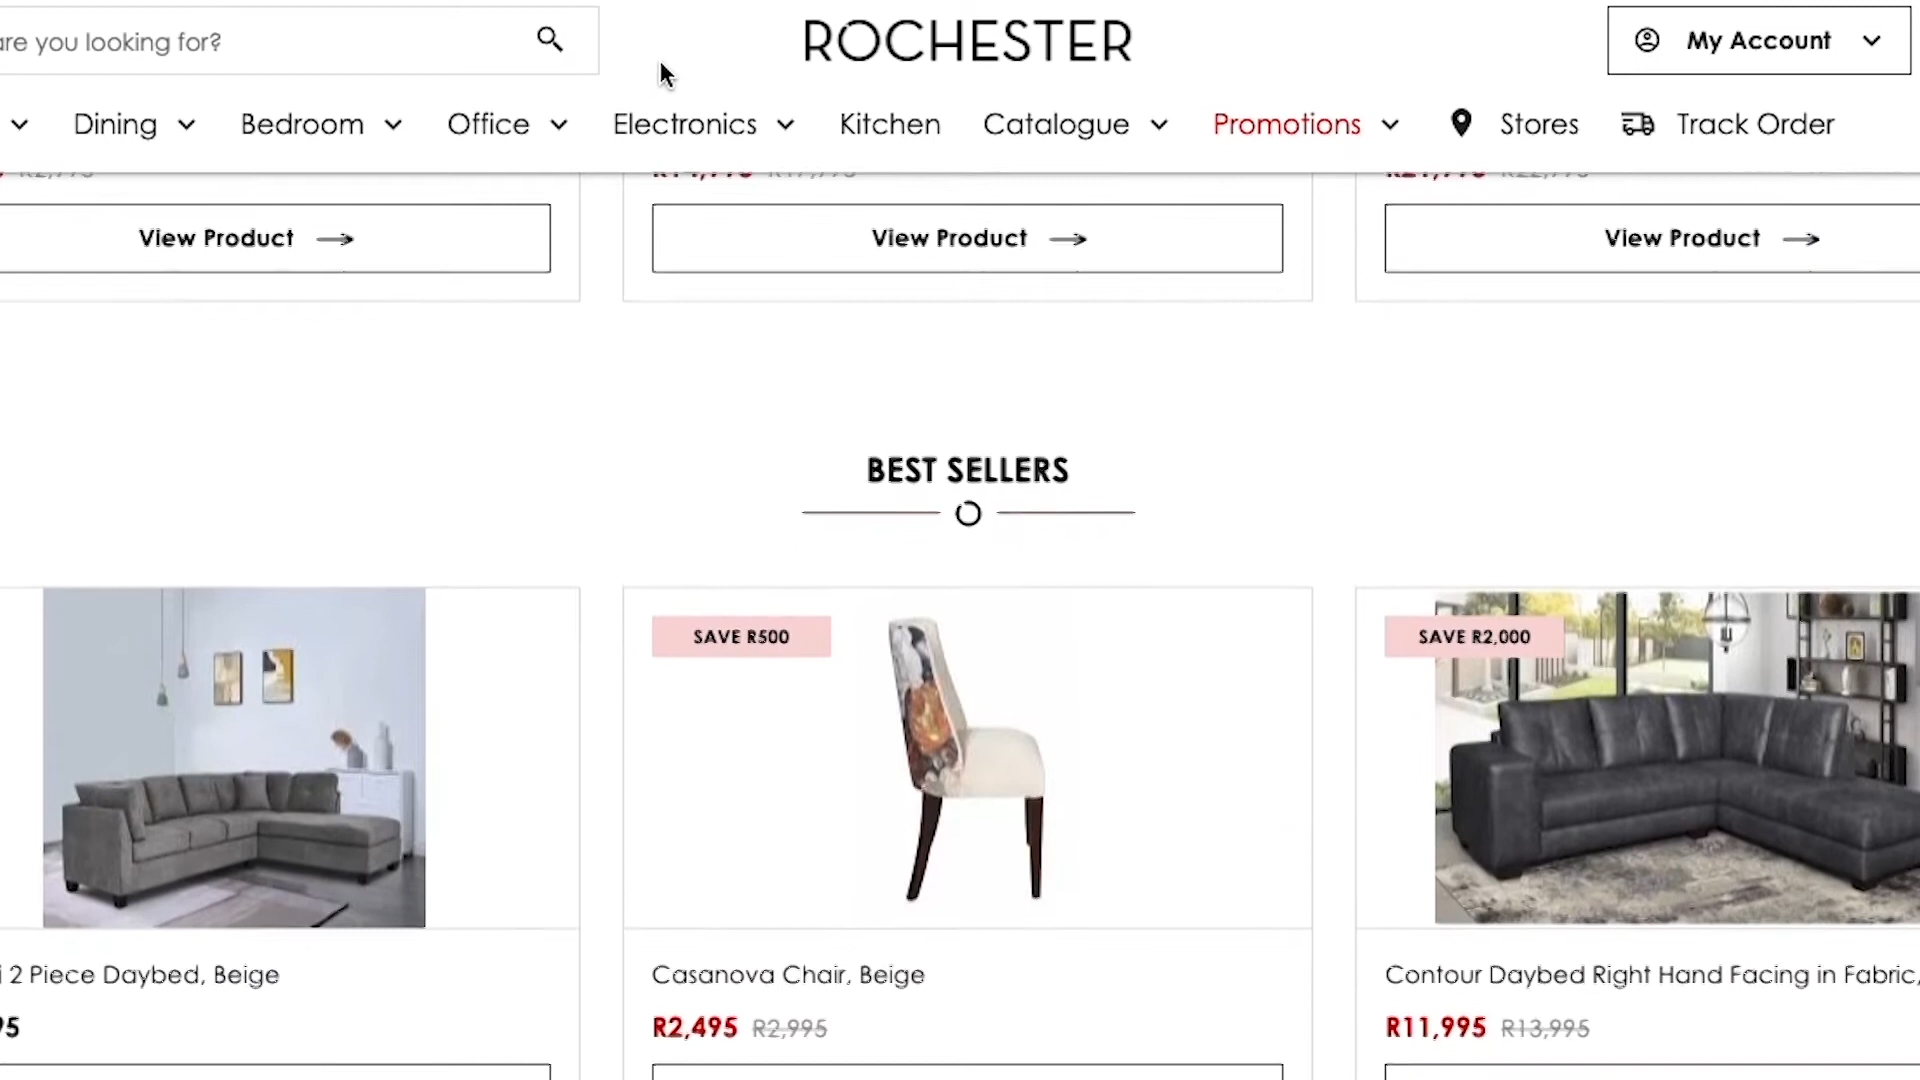 are you looking for?
ROCHESTER
My Account
Dining
Bedroom
Office
Electronics
Kitchen
Catalogue
Promotions
Stores
Track Order
View Product
View Product
View Product
BEST SELLERS
SAVE R500
SAVE R2,000
2 Piece Daybed, Beige
Casanova Chair, Beige
Contour Daybed Right Hand Facing in Fabric,
R2,495 R2,995
R11,995 R13,995